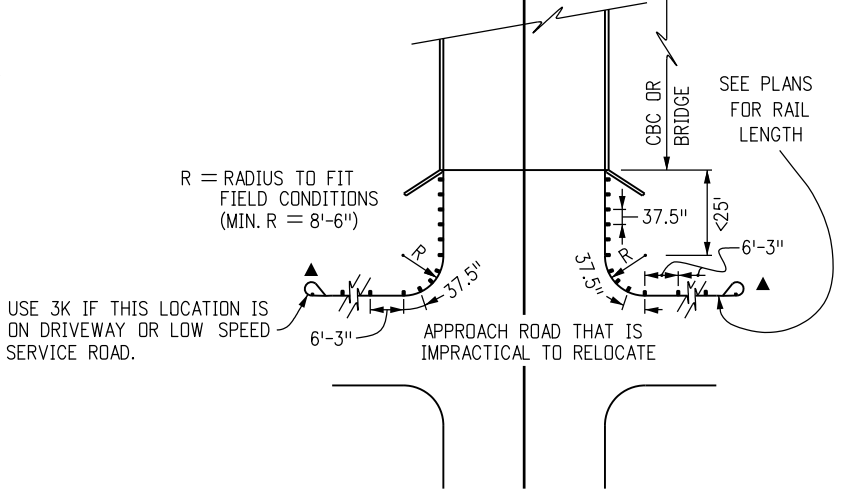 SEE PLANS
FOR RAIL
LENGTH
CBC OR
BRIDGE
R = RADIUS TO FIT
FIELD CONDITIONS
(MIN. R = 8'-6")
37.5"
<25'
6'-3"
R
R
37.5"
37.5"
USE 3K IF THIS LOCATION IS
ON DRIVEWAY OR LOW SPEED
SERVICE ROAD.
6'-3"
APPROACH ROAD THAT IS
IMPRACTICAL TO RELOCATE